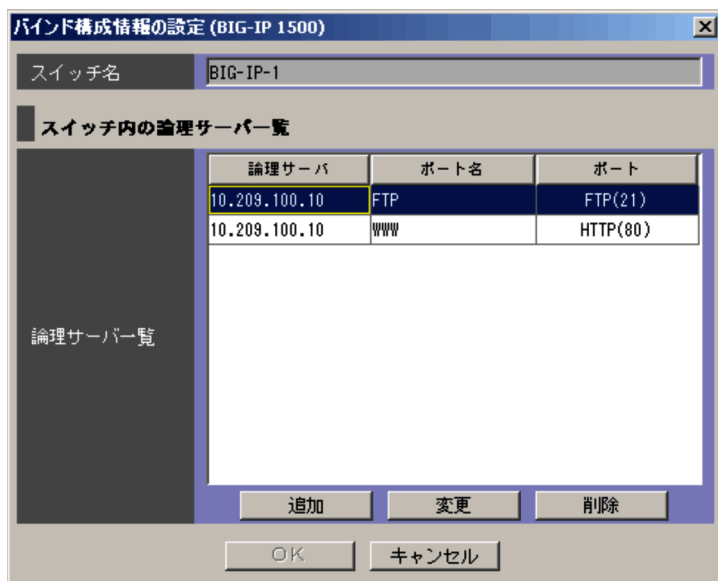 バインド構成情報の設定 (BIG-IP 1500)
スイッチ名 BIG-IP-1
スイッチ内の論理サーバ一覧
論理サーバ ポート名 ポート
10.209.100.10 FTP FTP(21)
10.209.100.10 WWW HTTP(80)
論理サーバ一覧
追加 変更 削除
OK キャンセル